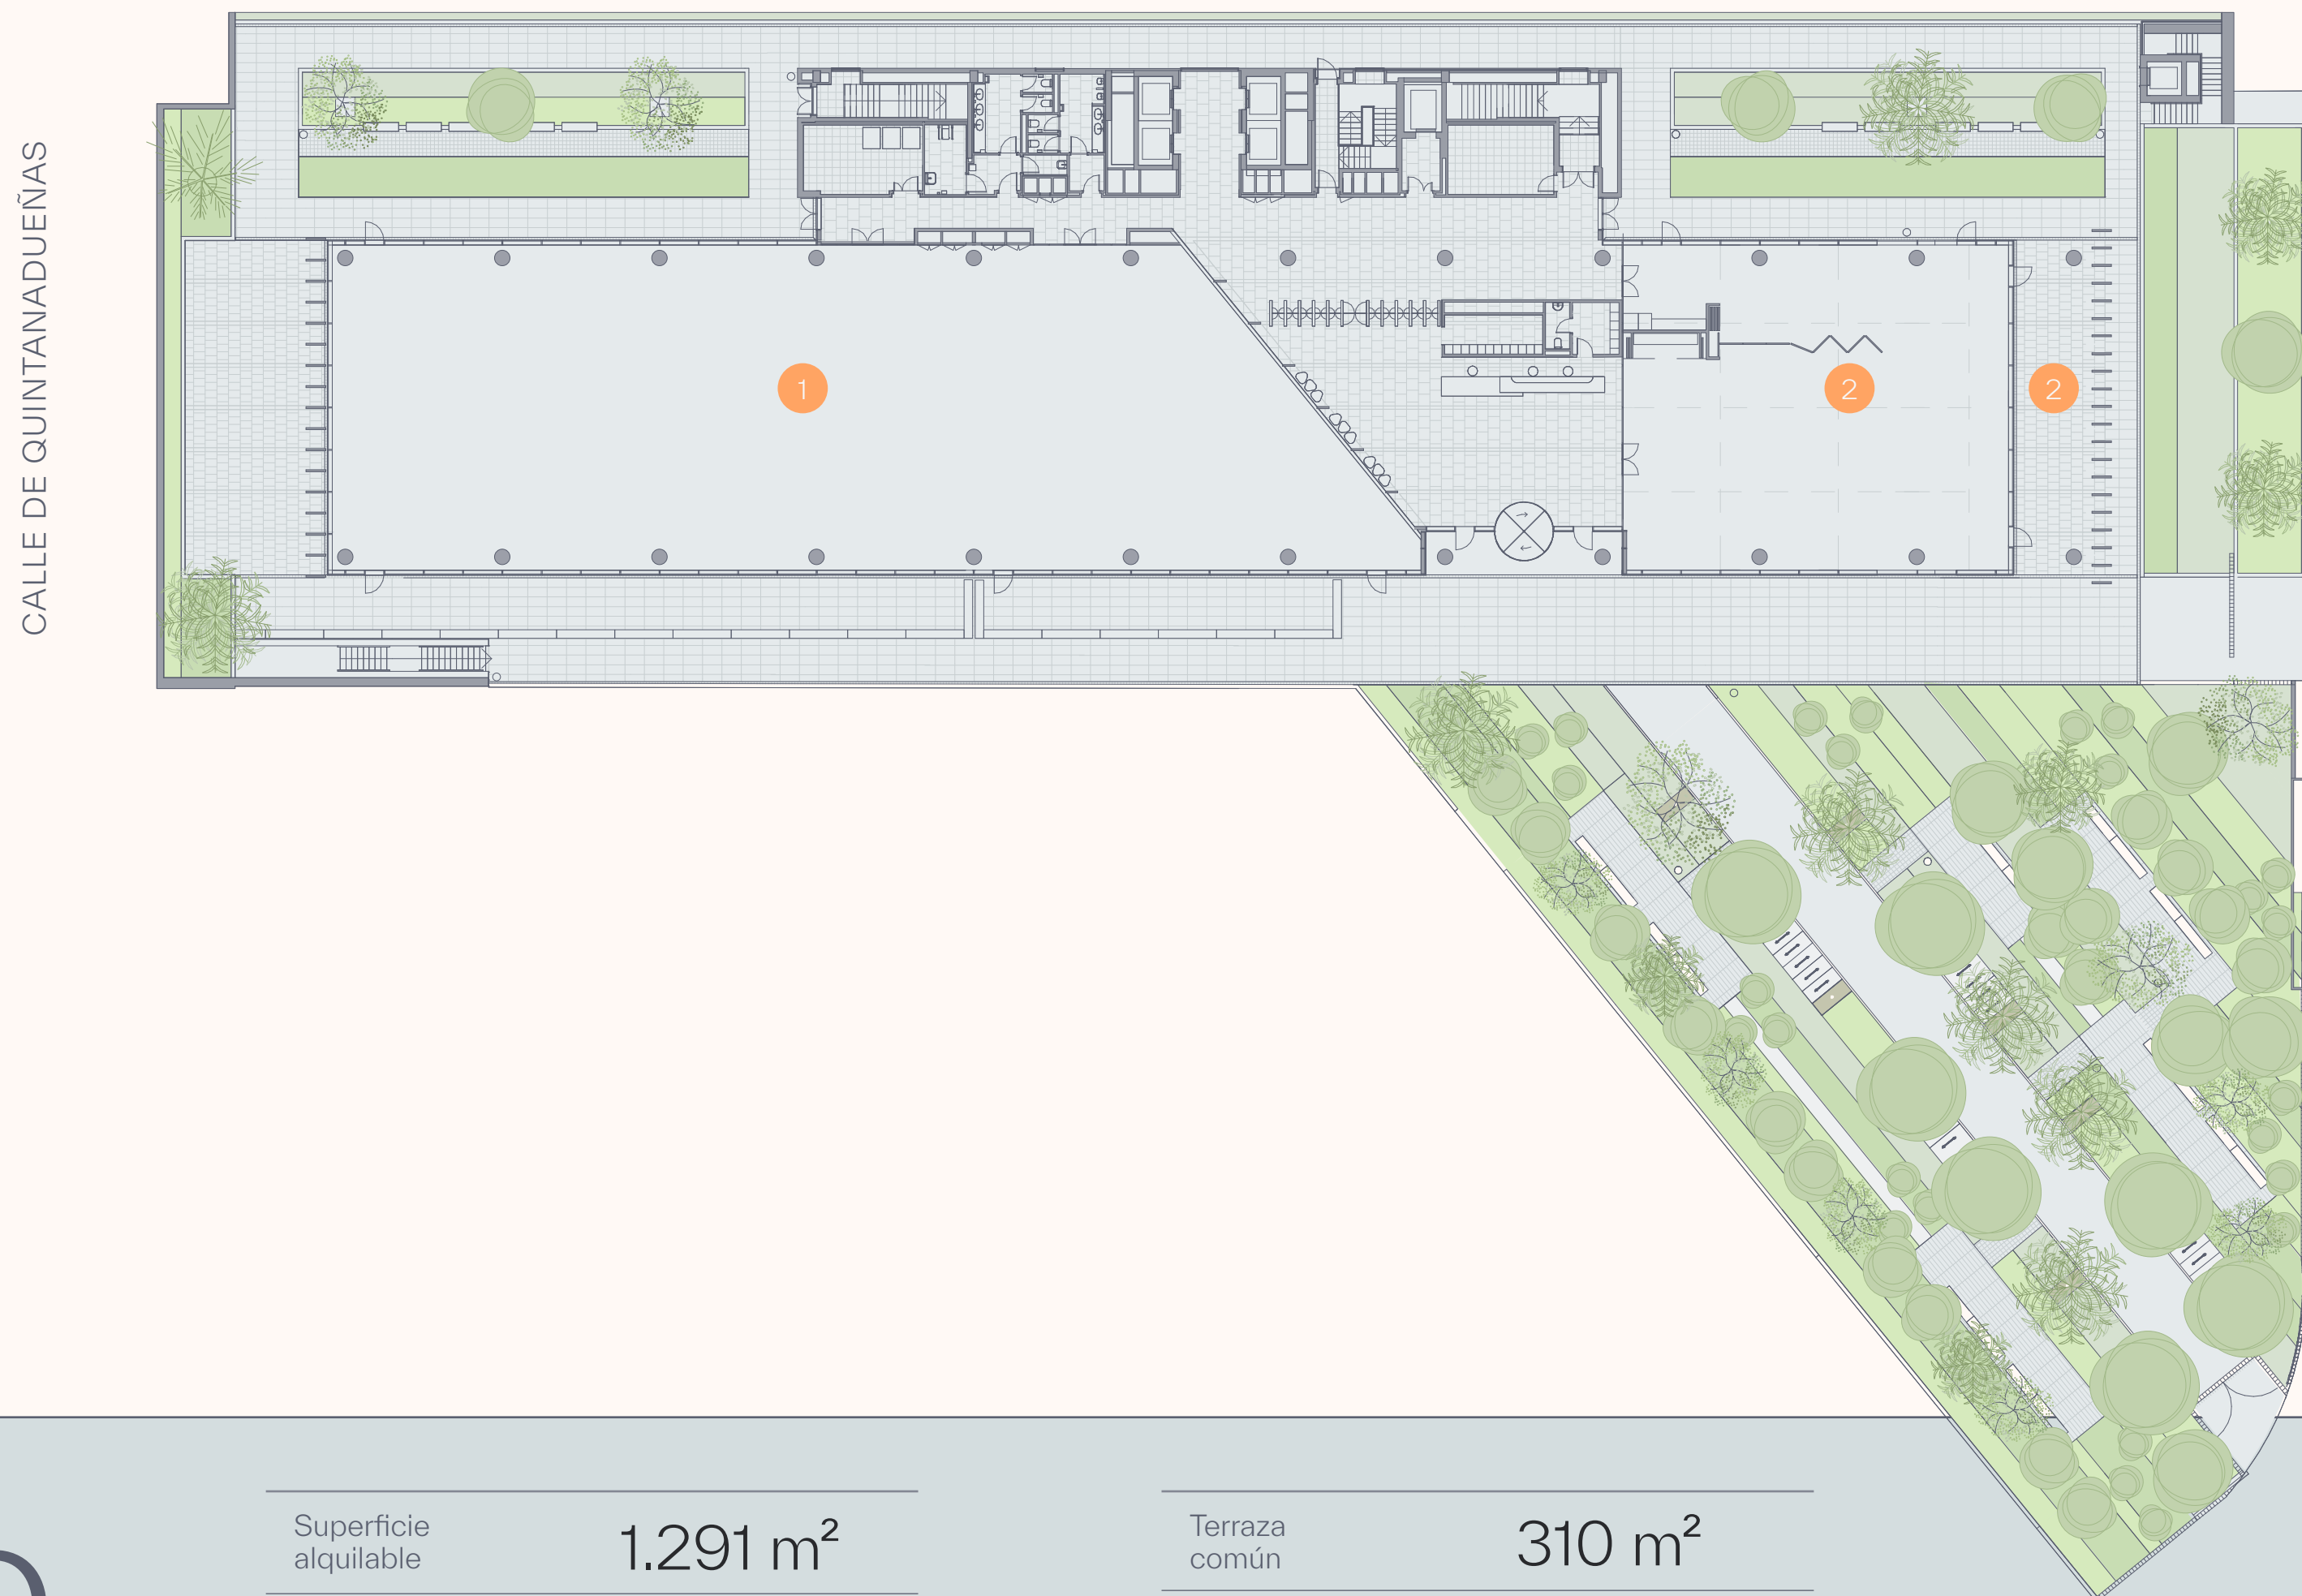 CALLE DE QUINTANADUEÑAS
1
2
2
Superficie
alquilable
1.291 m²
Terraza
común
310 m²